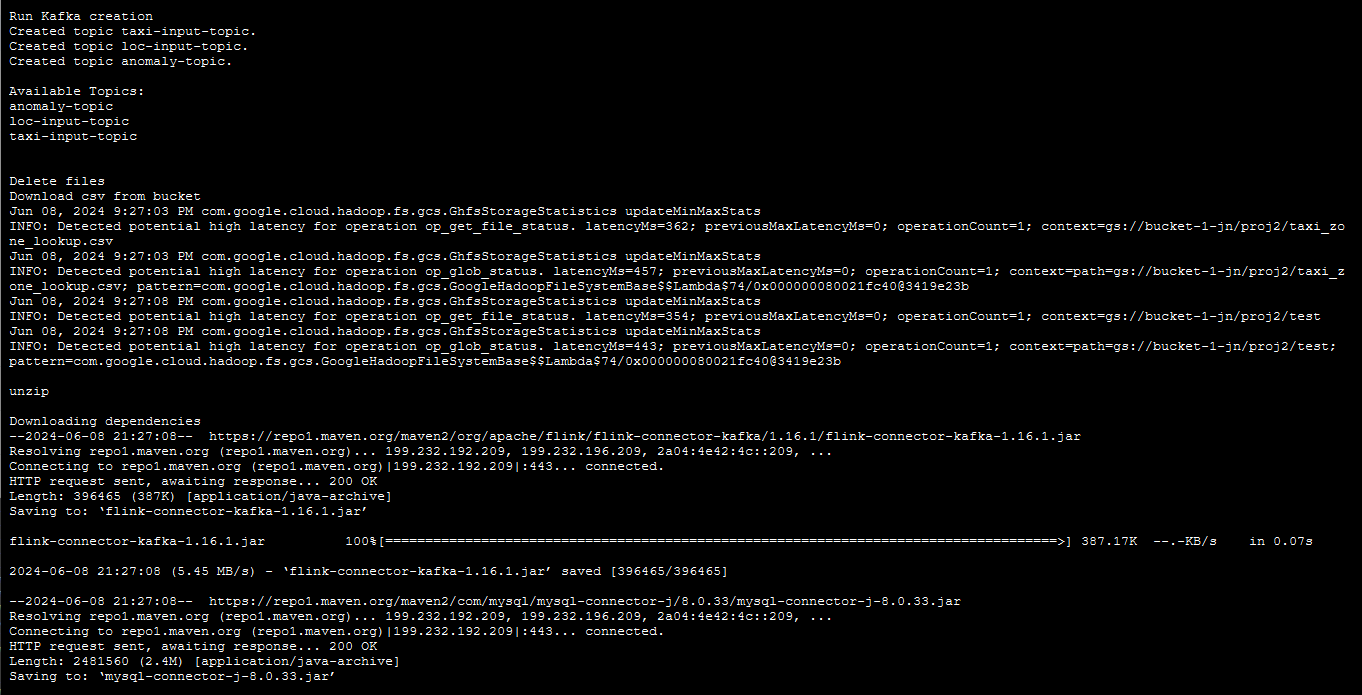 Run Kafka creation
Created topic taxi-input-topic.
Created topic loc-input-topic.
Created topic anomaly-topic.
Available Topics:
anomaly-topic
loc-input-topic
taxi-input-topic
Delete files
Download csv from bucket
Jun 08, 2024 9:27:03 PM com.google.cloud.hadoop.fs.gcs.GhfsStorageStatistics updateMinMaxStats
INFO: Detected potential high latency for operation op_get_file_status. latencyMs=362; previousMaxLatencyMs=0; operationCount=1; context=gs://bucket-1-jn/proj2/taxi_zo
ne_lookup.csv
Jun 08, 2024 9:27:03 PM com.google.cloud.hadoop.fs.gcs.GhfsStorageStatistics updateMinMaxStats
INFO: Detected potential high latency for operation op_glob_status. latencyMs=457; previousMaxLatencyMs=0; operationCount=1; context=path=gs://bucket-1-jn/proj2/taxi_z
one_lookup.csv; pattern=com.google.cloud.hadoop.fs.gcs.GoogleHadoopFileSystemBase$$Lambda$74/0x000000080021fc40@3419e23b
Jun 08, 2024 9:27:08 PM com.google.cloud.hadoop.fs.gcs.GhfsStorageStatistics updateMinMaxStats
INFO: Detected potential high latency for operation op_get_file_status. latencyMs=354; previousMaxLatencyMs=0; operationCount=1; context=gs://bucket-1-jn/proj2/test
Jun 08, 2024 9:27:08 PM com.google.cloud.hadoop.fs.gcs.GhfsStorageStatistics updateMinMaxStats
INFO: Detected potential high latency for operation op_glob_status. latencyMs=443; previousMaxLatencyMs=0; operationCount=1; context=path=gs://bucket-1-jn/proj2/test;
pattern=com.google.cloud.hadoop.fs.gcs.GoogleHadoopFileSystemBase$$Lambda$74/0x000000080021fc40@3419e23b
unzip
Downloading dependencies
--2024-06-08 21:27:08--  https://repo1.maven.org/maven2/org/apache/flink/flink-connector-kafka/1.16.1/flink-connector-kafka-1.16.1.jar
Resolving repo1.maven.org (repo1.maven.org)... 199.232.192.209, 199.232.196.209, 2a04:4e42:4c::209, ...
Connecting to repo1.maven.org (repo1.maven.org)|199.232.192.209|:443... connected.
HTTP request sent, awaiting response... 200 OK
Length: 396465 (387K) [application/java-archive]
Saving to: ‘flink-connector-kafka-1.16.1.jar’
flink-connector-kafka-1.16.1.jar          100%[====================================================================================>] 387.17K  --.-KB/s    in 0.07s
2024-06-08 21:27:08 (5.45 MB/s) - ‘flink-connector-kafka-1.16.1.jar’ saved [396465/396465]
--2024-06-08 21:27:08--  https://repo1.maven.org/maven2/com/mysql/mysql-connector-j/8.0.33/mysql-connector-j-8.0.33.jar
Resolving repo1.maven.org (repo1.maven.org)... 199.232.192.209, 199.232.196.209, 2a04:4e42:4c::209, ...
Connecting to repo1.maven.org (repo1.maven.org)|199.232.192.209|:443... connected.
HTTP request sent, awaiting response... 200 OK
Length: 2481560 (2.4M) [application/java-archive]
Saving to: ‘mysql-connector-j-8.0.33.jar’